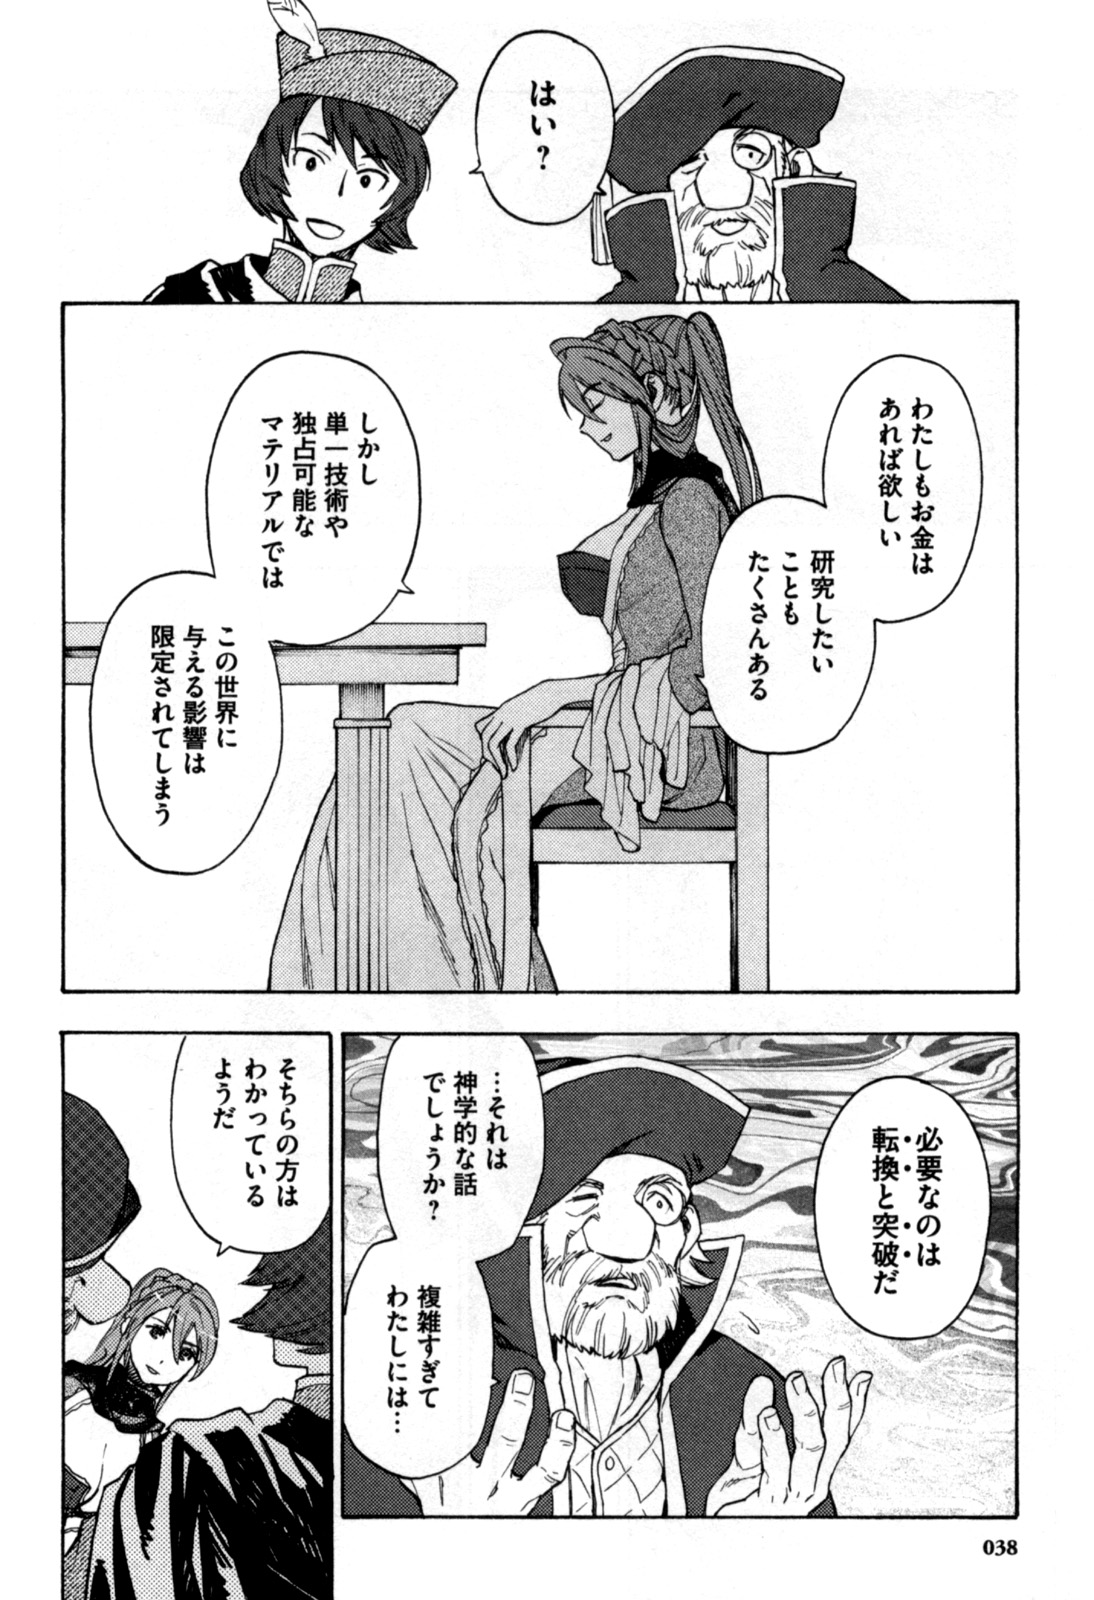 はい？
わたしもお金は
あれば欲しい
研究したい
ことも
たくさんある
しかし
単一技術や
独占可能な
マテリアルでは
この世界に
与える影響は
限定されてしまう
必要なのは
転換と突破だ
…それは
神学的な話
でしょうか？
複雑すぎて
わたしには…
そちらの方は
わかっている
ようだ
038